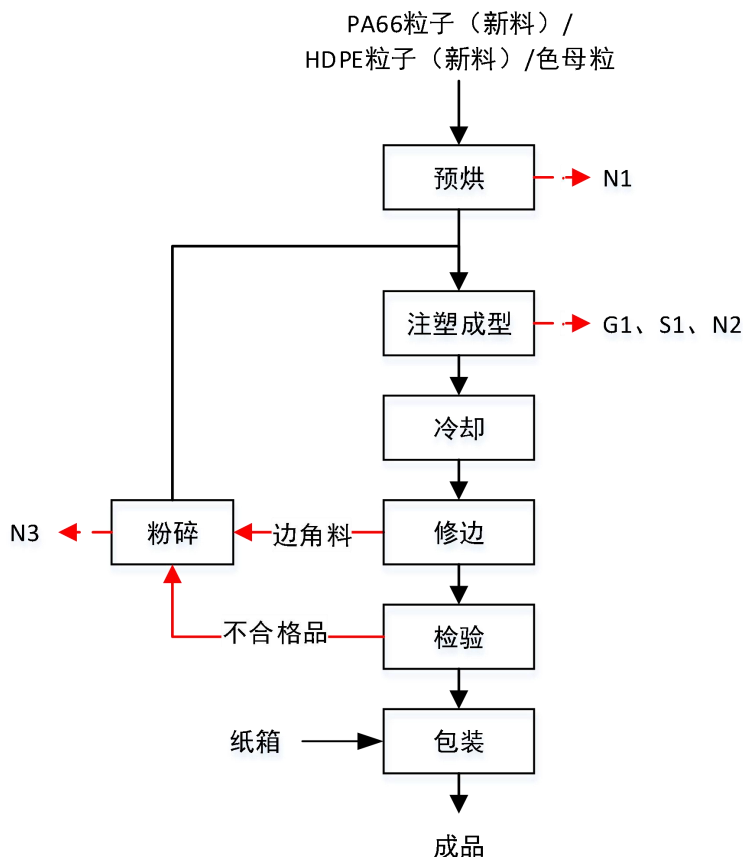 PA66粒子（新料）/
HDPE粒子（新料）/色母粒
预烘
N1
注塑成型
G1、S1、N2
冷却
N3
粉碎
边角料
修边
不合格品
检验
纸箱
包装
成品